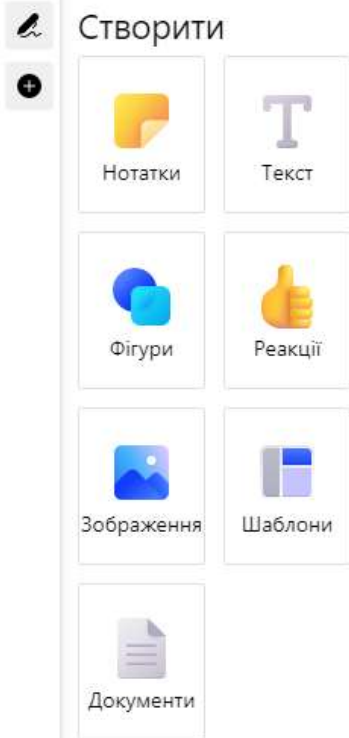 Створити
Нотатки
Текст
Фігури
Реакції
Зображення
Шаблони
Документи